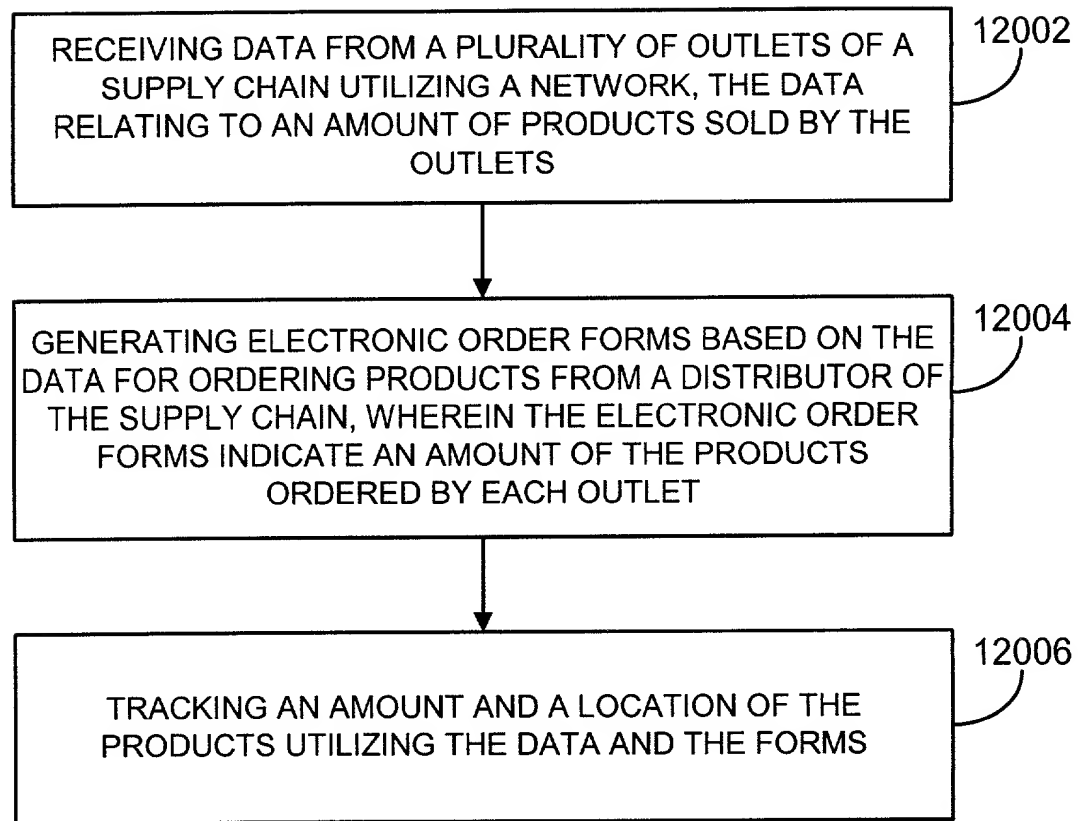 RECEIVING DATA FROM A PLURALITY OF OUTLETS OF A
SUPPLY CHAIN UTILIZING A NETWORK, THE DATA
RELATING TO AN AMOUNT OF PRODUCTS SOLD BY THE
OUTLETS
12002
GENERATING ELECTRONIC ORDER FORMS BASED ON THE
DATA FOR ORDERING PRODUCTS FROM A DISTRIBUTOR OF
THE SUPPLY CHAIN, WHEREIN THE ELECTRONIC ORDER
FORMS INDICATE AN AMOUNT OF THE PRODUCTS
ORDERED BY EACH OUTLET
12004
TRACKING AN AMOUNT AND A LOCATION OF THE
PRODUCTS UTILIZING THE DATA AND THE FORMS
12006